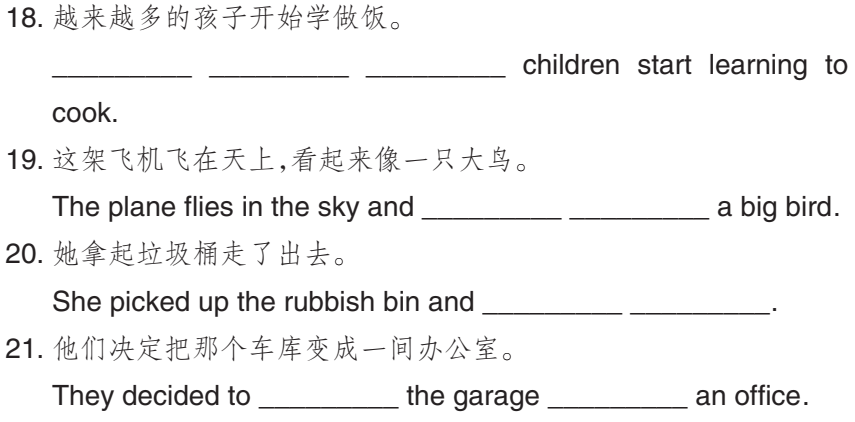 18. 越来越多的孩子开始学做饭。
_________ _________ _________ children start learning to
cook.
19. 这架飞机飞在天上,看起来像一只大鸟。
The plane flies in the sky and _________ _________ a big bird.
20. 她拿起垃圾桶走了出去。
She picked up the rubbish bin and _________ _________.
21. 他们决定把那个车库变成一间办公室。
They decided to _________ the garage _________ an office.